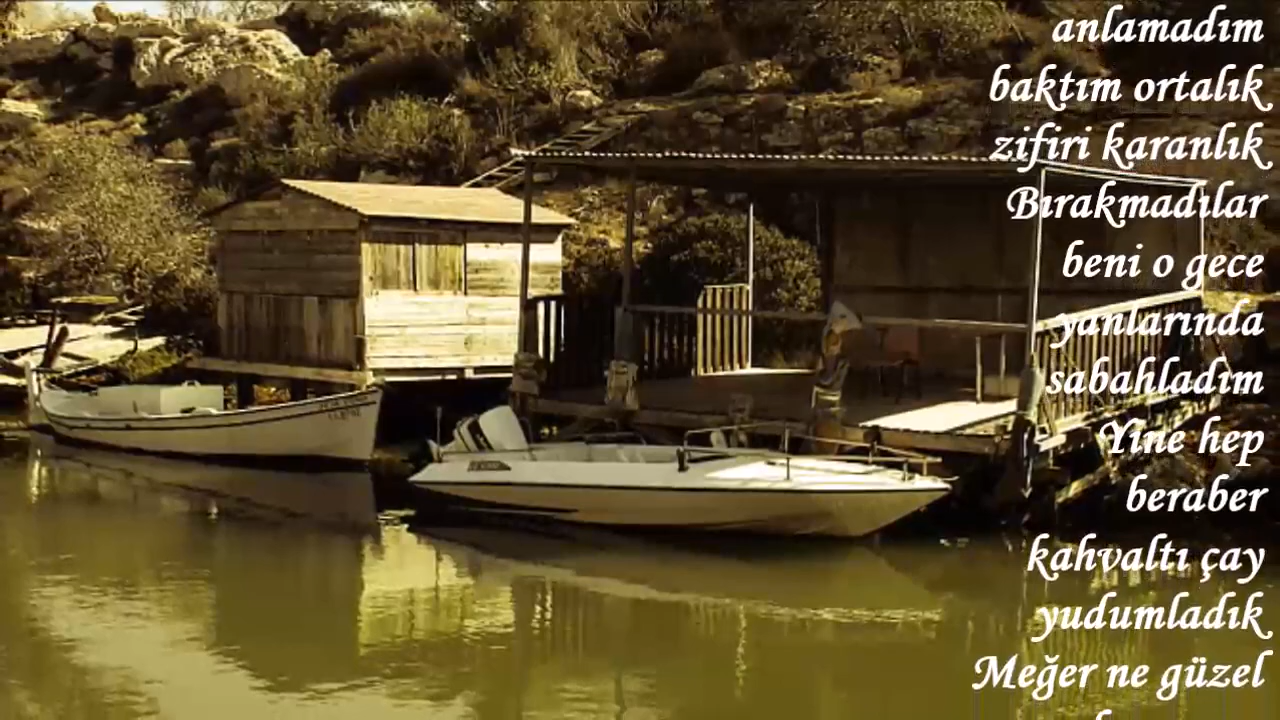 anlamadım
baktım ortalık
zifiri karanlık
Bırakmadılar
beni o gece
yanlarında
sabahladım
Yine hep
beraber
kahvaltı çay
yudumladık
Meğer ne güzel